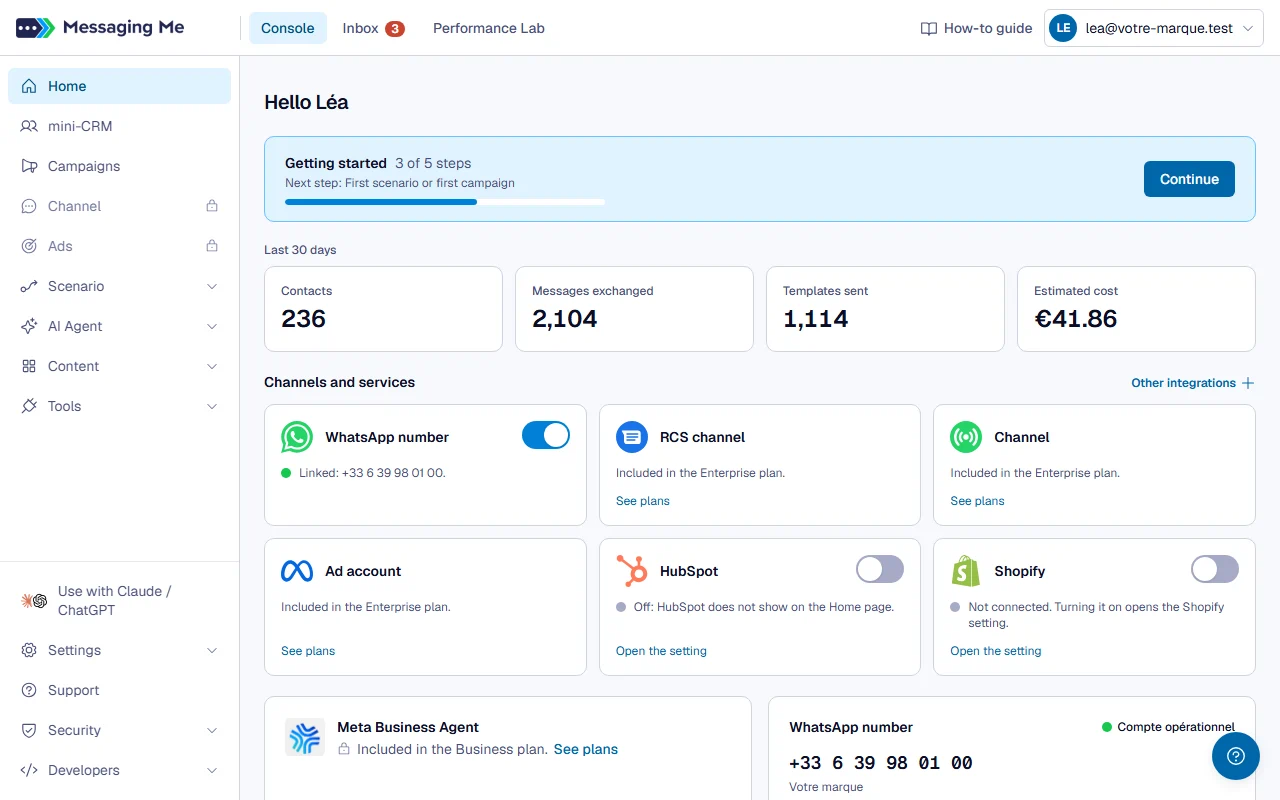 Messaging Me
Console
Inbox 3
Performance Lab
How-to guide
LE
lea@votre-marque.test
Home
mini-CRM
Campaigns
Channel
Ads
Scenario
AI Agent
Content
Tools
Use with Claude /
ChatGPT
Settings
Support
Security
Developers
Hello Léa
Getting started 3 of 5 steps
Next step: First scenario or first campaign
Continue
Last 30 days
Contacts
236
Messages exchanged
2,104
Templates sent
1,114
Estimated cost
€41.86
Channels and services
Other integrations
WhatsApp number
Linked: +33 6 39 98 01 00.
RCS channel
Included in the Enterprise plan.
See plans
Channel
Included in the Enterprise plan.
See plans
Ad account
Included in the Enterprise plan.
See plans
HubSpot
Off: HubSpot does not show on the Home page.
Open the setting
Shopify
Not connected. Turning it on opens the Shopify
setting.
Open the setting
Meta Business Agent
Included in the Business plan. See plans
WhatsApp number
Compte opérationnel
+33 6 39 98 01 00
Votre marque